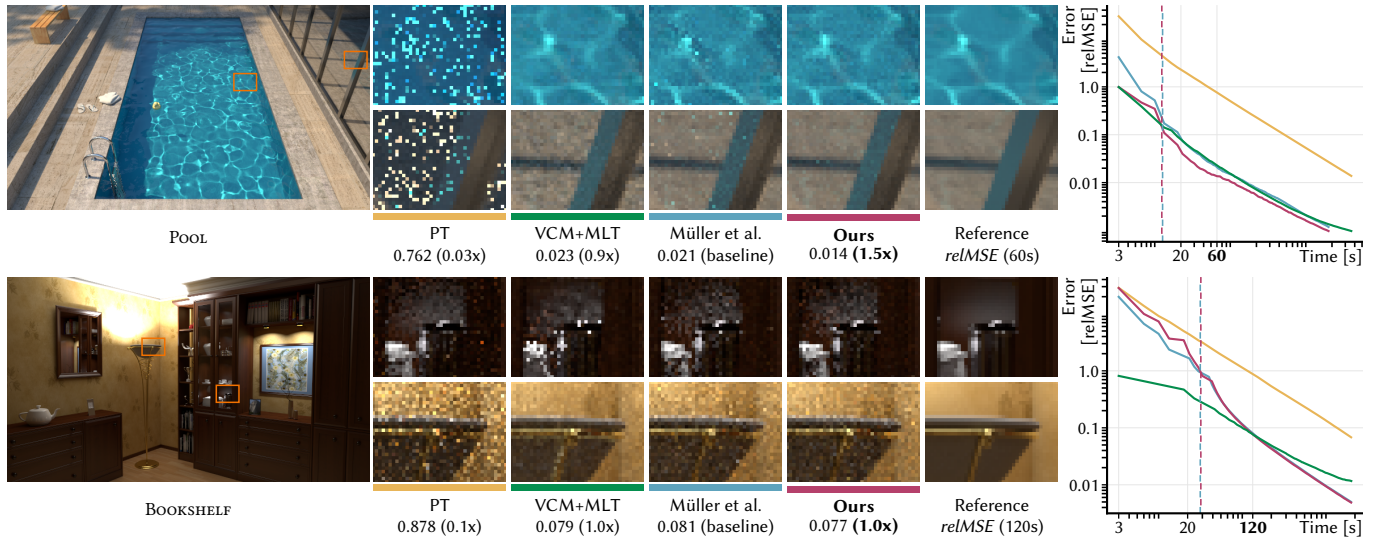 Error
[relMSE]
1.0
0.1
0.01
3
20
60
Time [s]
POOL
PT
0.762 (0.03x)
VCM+MLT
0.023 (0.9x)
Müller et al.
0.021 (baseline)
Ours
0.014 (1.5x)
Reference
relMSE (60s)
Error
[relMSE]
1.0
0.1
0.01
3
20
120
Time [s]
BOOKSHELF
PT
0.878 (0.1x)
VCM+MLT
0.079 (1.0x)
Müller et al.
0.081 (baseline)
Ours
0.077 (1.0x)
Reference
relMSE (120s)